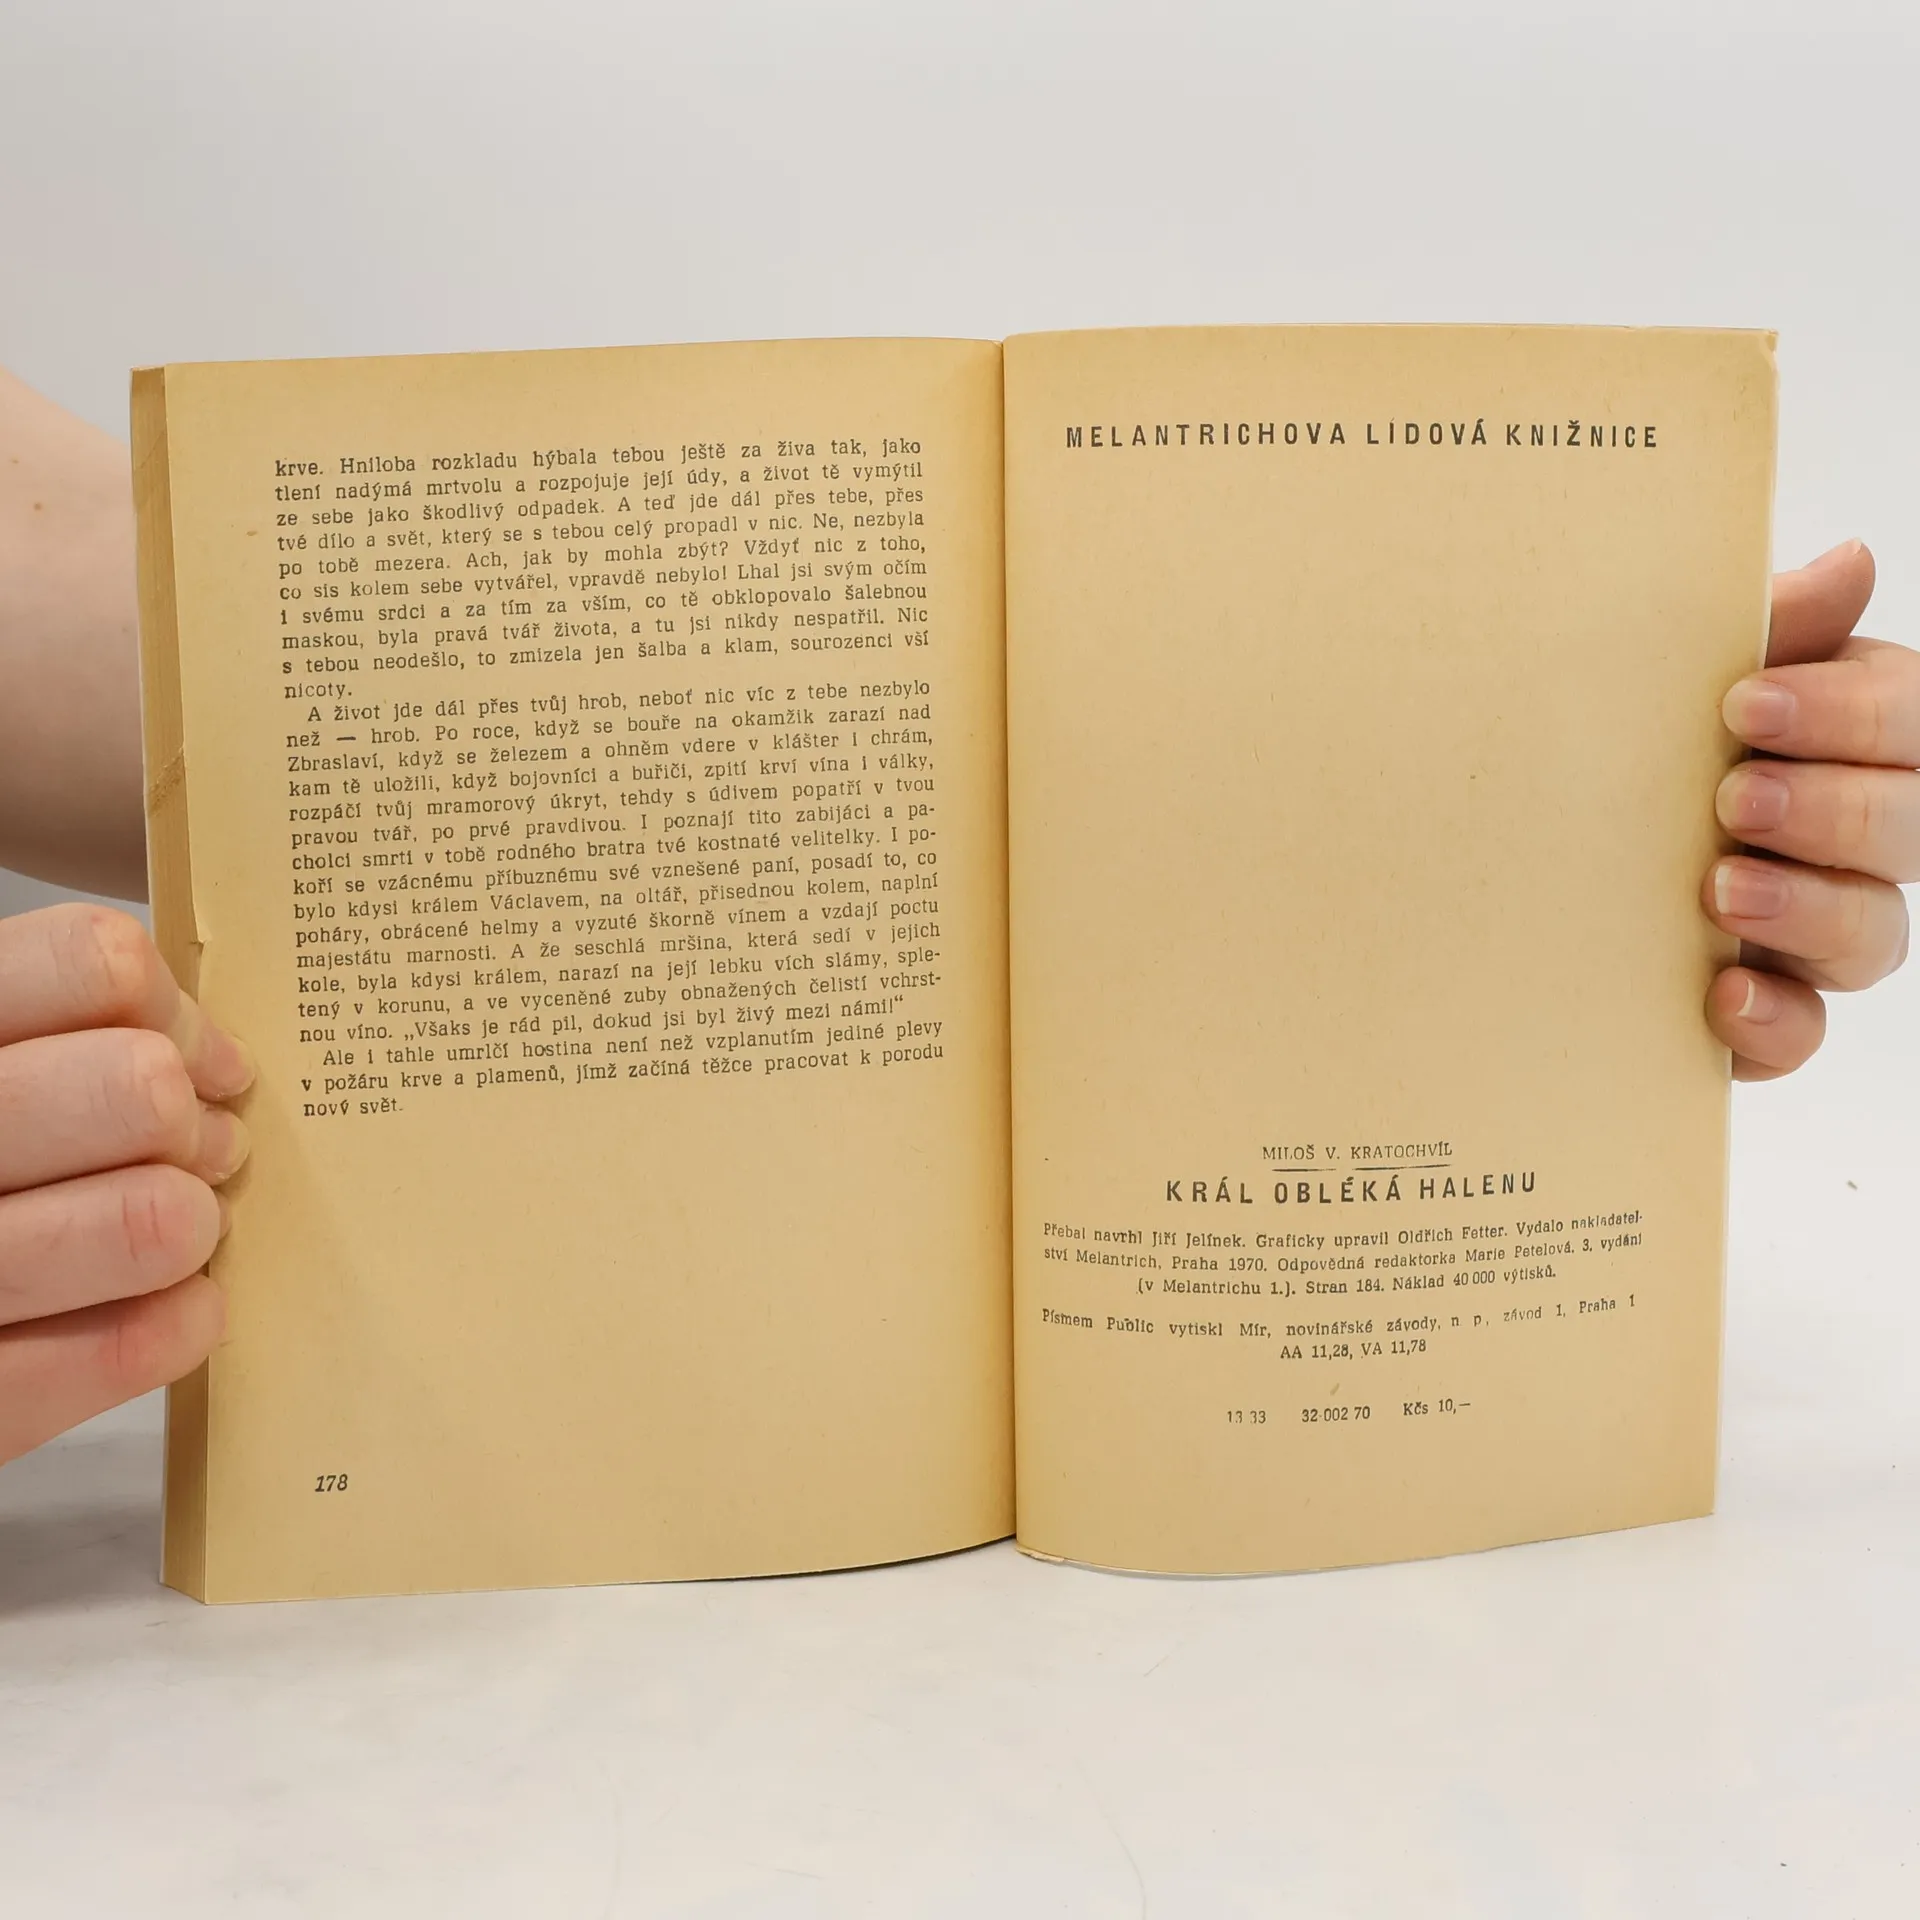 krve. Hniloba rozkladu hýbala tebou ještě za živa tak, jako
tlení nadýmá mrtvolu a rozpojuje její údy, a život tě vymýtil
ze sebe jako škodlivý odpadek. A teď jde dál přes tebe, přes
tvé dílo a svět, který se s tebou celý propadl v nic. Ne, nezbyla
po tobě mezera. Ach, jak by mohla zbýt? Vždyť nic z toho,
co sis kolem sebe vytvářel, vpravdě nebylo! Lhal jsi svým očím
i svému srdci a za tím za vším, co tě obklopovalo šalebnou
maskou, byla pravá tvář života, a tu jsi nikdy nespatřil. Nic
s tebou neodešlo, to zmizela jen šalba a klam, sourozenci vší
nicoty.
A život jde dál přes tvůj hrob, neboť nic víc z tebe nezbylo
než — hrob. Po roce, když se bouře na okamžik zarazí nad
Zbraslaví, když se železem a ohněm vdere v klášter i chrám,
kam tě uložili, když bojovníci a buřiči, zpití krví vína i války,
rozpáčí tvůj mramorový úkryt, tehdy s údivem popatří v tvou
pravou tvář, po prvé pravdivou. I poznají tito zabijáci a pa-
cholci smrti v tobě rodného bratra tvé kostnaté velitelky. I po-
koří se vzácnému příbuznému své vznešené paní, posadí to, co
bylo kdysi králem Václavem, na oltář, přisednou kolem, naplní
poháry, obrácené helmy a vyzuté škorně vínem a vzdají poctu
majestátu marnosti. A že seschlá mršina, která sedí v jejich
kole, byla kdysi králem, narazí na její lebku vích slámy, sple-
tený v korunu, a ve vyceněné zuby obnažených čelistí vchrst-
nou víno. „Všaks je rád pil, dokud jsi byl živý mezi námi!“
Ale i tahle umrlčí hostina není než vzplanutím jediné plevy
v požáru krve a plamenů, jímž začíná těžce pracovat k porodu
nový svět.
178
MELANTRICHOVA LIDOVÁ KNIŽNICE
MILOŠ V. KRATOCHVÍL
KRÁL OBLÉKÁ HALENU
Přebal navrhl Jiří Jelínek. Graficky upravil Oldřich Fetter. Vydalo nakladatel-
ství Melantrich, Praha 1970. Odpovědná redaktorka Marie Petelová. 3. vydání
(v Melantrichu 1.). Stran 184. Náklad 40 000 výtisků.
Písmem Public vytiskl Mír, novinářské závody, n. p., závod 1, Praha 1
AA 11,28, VA 11,78
13 33 32-002 70 Kčs 10,—